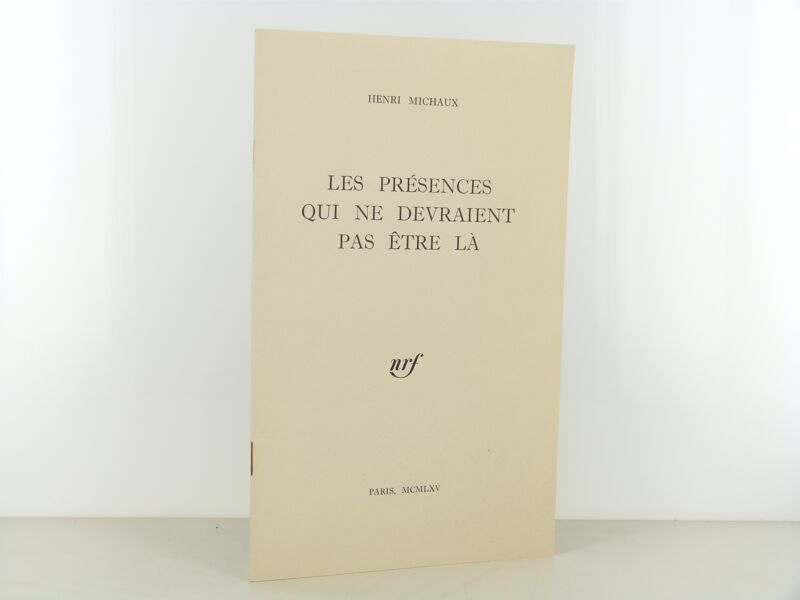 HENRI MICHAUX
LES PRÉSENCES
QUI NE DEVRAIENT
PAS ÊTRE LÀ
nrf
PARIS, MCMLXV